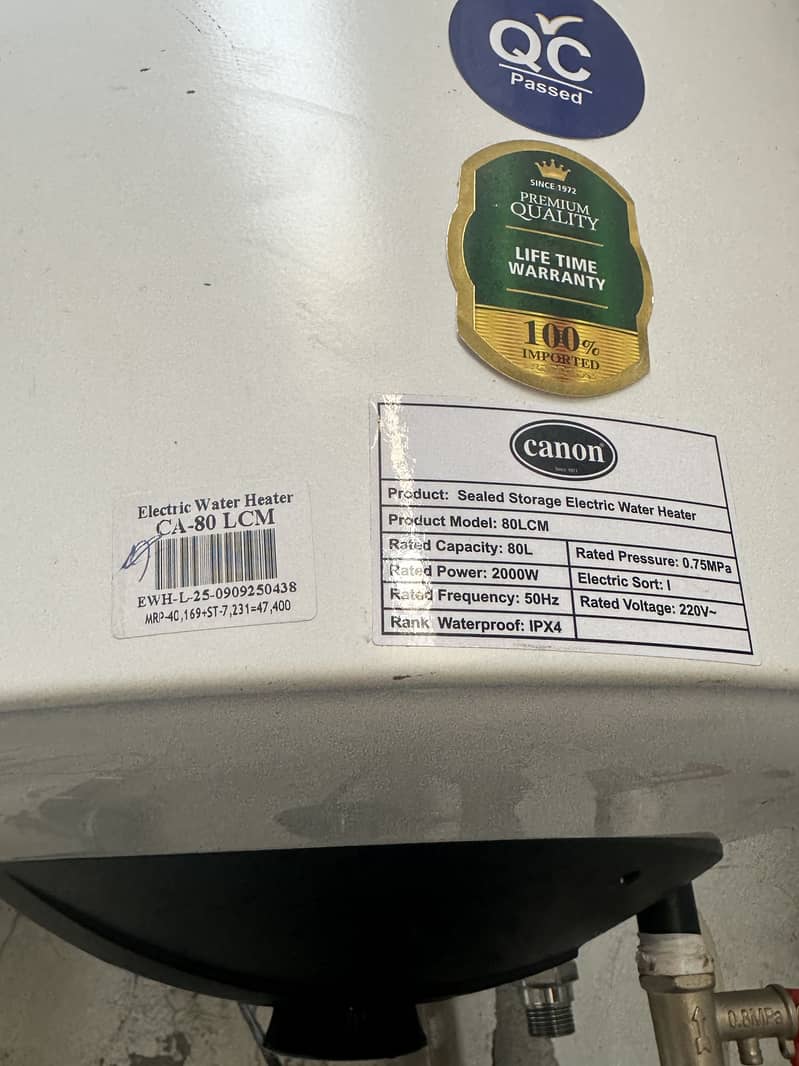 QC
Passed
SINCE 1972
PREMIUM
QUALITY
LIFE TIME
WARRANTY
100%
IMPORTED
canon
Product: Sealed Storage Electric Water Heater
Product Model: 80LCM
Rated Capacity: 80L
Rated Pressure: 0.75MPa
Rated Power: 2000W
Electric Sort: I
Rated Frequency: 50Hz
Rated Voltage: 220V~
Rank Waterproof: IPX4
Electric Water Heater
CA-80 LCM
EWH-L-25-0909250438
MRP-40,169+ST-7,231=47,400
0.8MPa